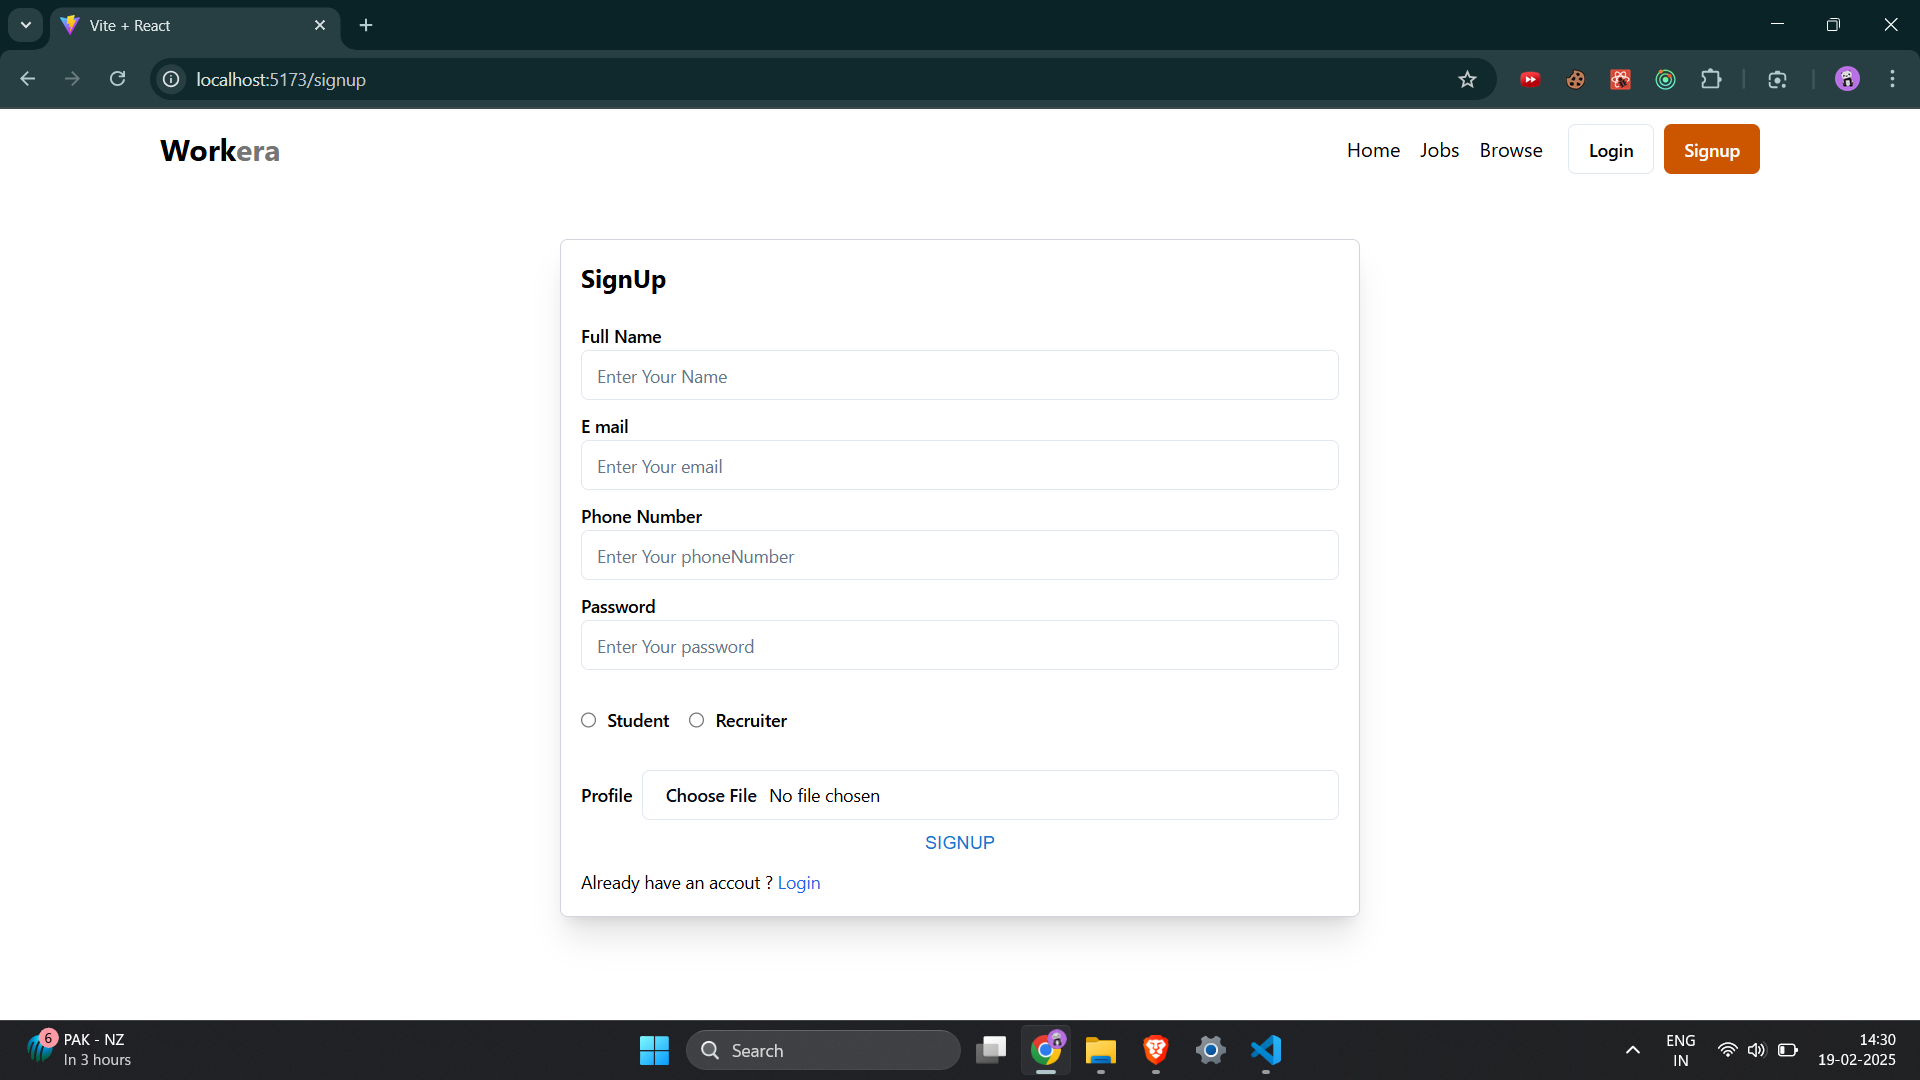 Vite + React
localhost:5173/signup
Workera
Home Jobs Browse Login Signup
SignUp
Full Name
Enter Your Name
E mail
Enter Your email
Phone Number
Enter Your phoneNumber
Password
Enter Your password
Student Recruiter
Profile Choose File No file chosen
SIGNUP
Already have an accout ? Login
6 PAK - NZ
In 3 hours
Search
ENG
IN
14:30
19-02-2025